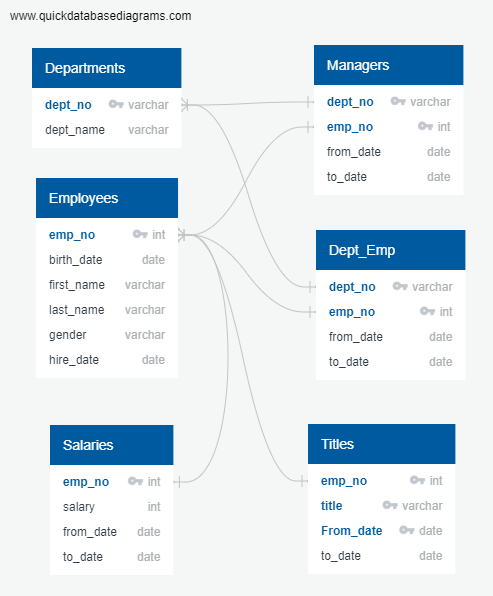 www.quickdatabasediagrams.com
Departments
dept_no varchar
dept_name varchar
Managers
dept_no varchar
emp_no int
from_date date
to_date date
Employees
emp_no int
birth_date date
first_name varchar
last_name varchar
gender varchar
hire_date date
Dept_Emp
dept_no varchar
emp_no int
from_date date
to_date date
Salaries
emp_no int
salary int
from_date date
to_date date
Titles
emp_no int
title varchar
From_date date
to_date date